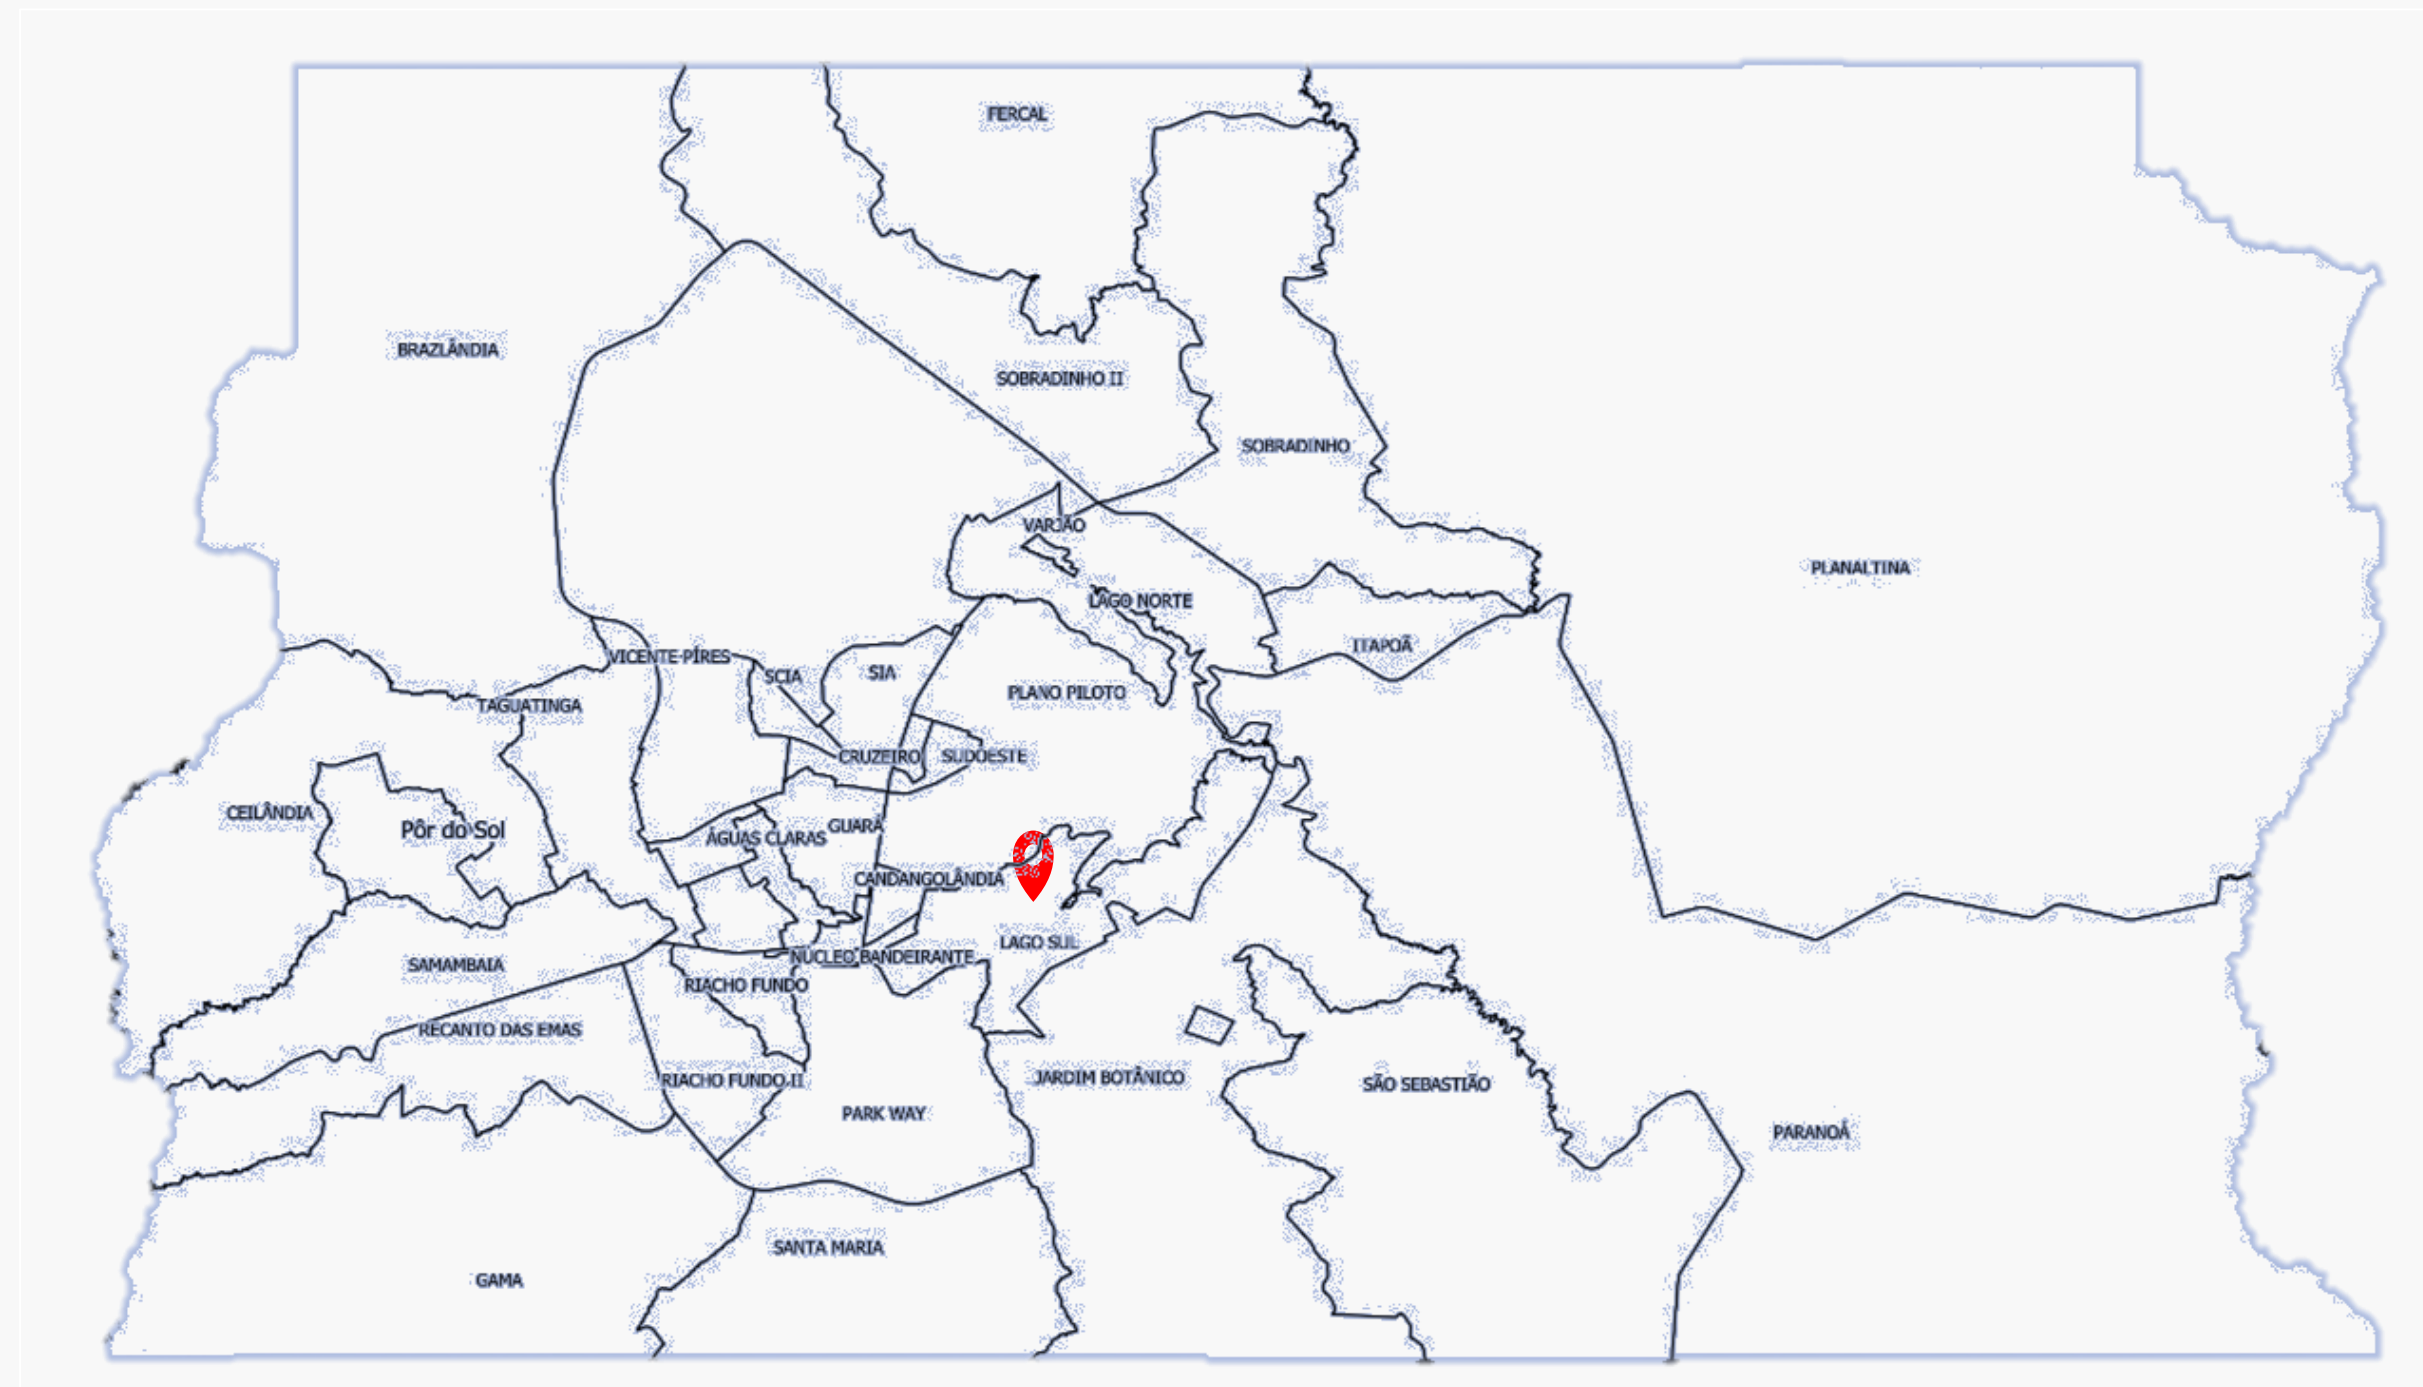 FERCAL
BRAZLÂNDIA
SOBRADINHO II
SOBRADINHO
VARJÃO
PLANALTINA
LAGO NORTE
ITAPOÃ
VICENTE PÍRES
SCIA
SIA
PLANO PILOTO
TAGUATINGA
CRUZEIRO
SUDOESTE
CEILÂNDIA
Pôr do Sol
ÁGUAS CLARAS
GUARÁ
CANDANGOLÂNDIA
LAGO SUL
NÚCLEO BANDEIRANTE
SAMAMBAIA
RIACHO FUNDO
RECANTO DAS EMAS
RIACHO FUNDO II
JARDIM BOTÂNICO
SÃO SEBASTIÃO
PARK WAY
PARANOÁ
SANTA MARIA
GAMA